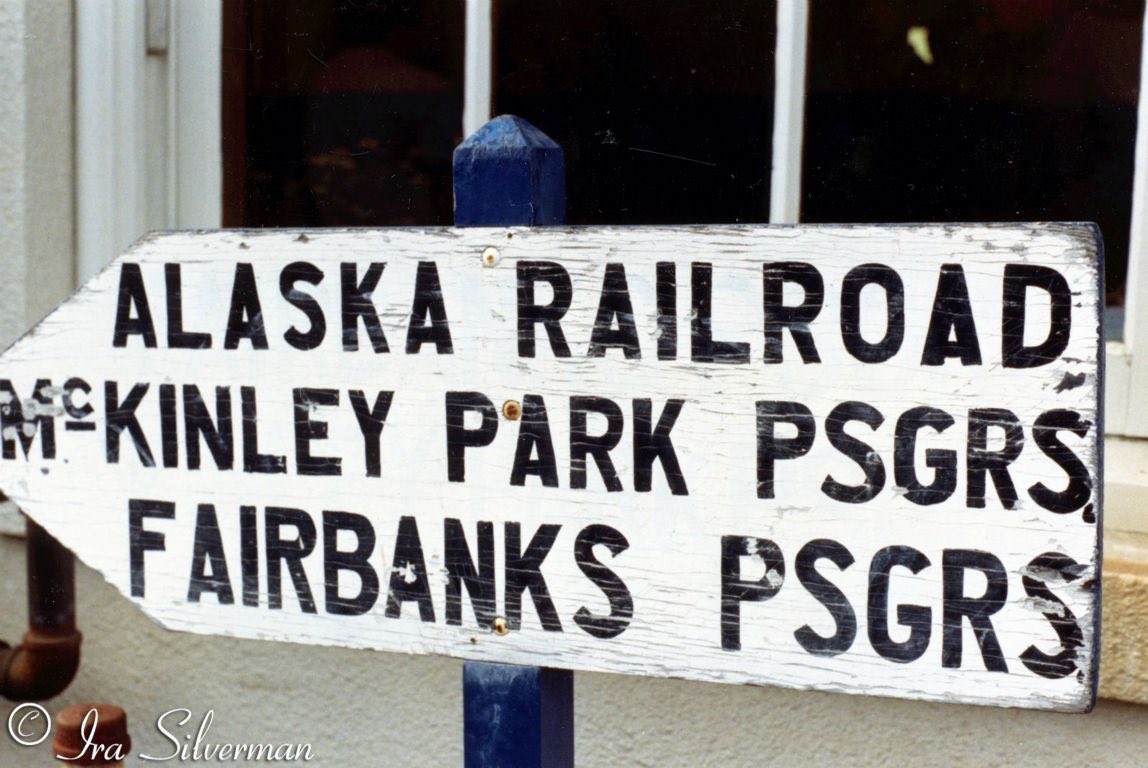 ALASKA RAILROAD
McKINLEY PARK PSGRS
FAIRBANKS PSGRS
© Ira Silverman